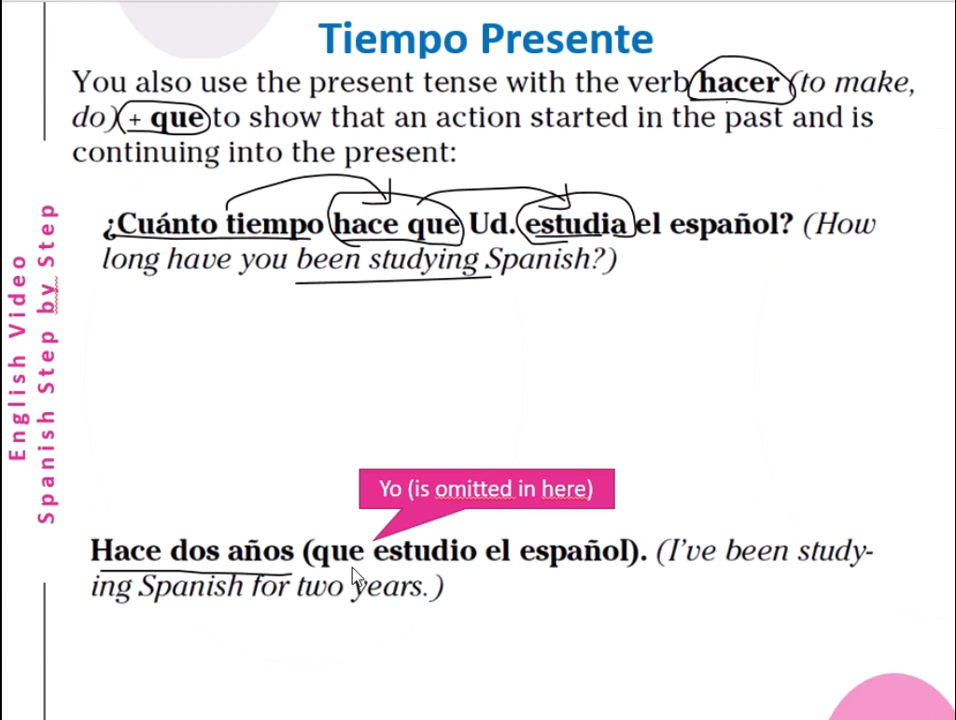 Tiempo Presente
You also use the present tense with the verb hacer (to make,
do) (+ que) to show that an action started in the past and is
continuing into the present:
¿Cuánto tiempo hace que Ud. estudia el español? (How
long have you been studying Spanish?)
English Video
Spanish Step by Step
Yo (is omitted in here)
Hace dos años (que estudio el español). (I've been study-
ing Spanish for two years.)